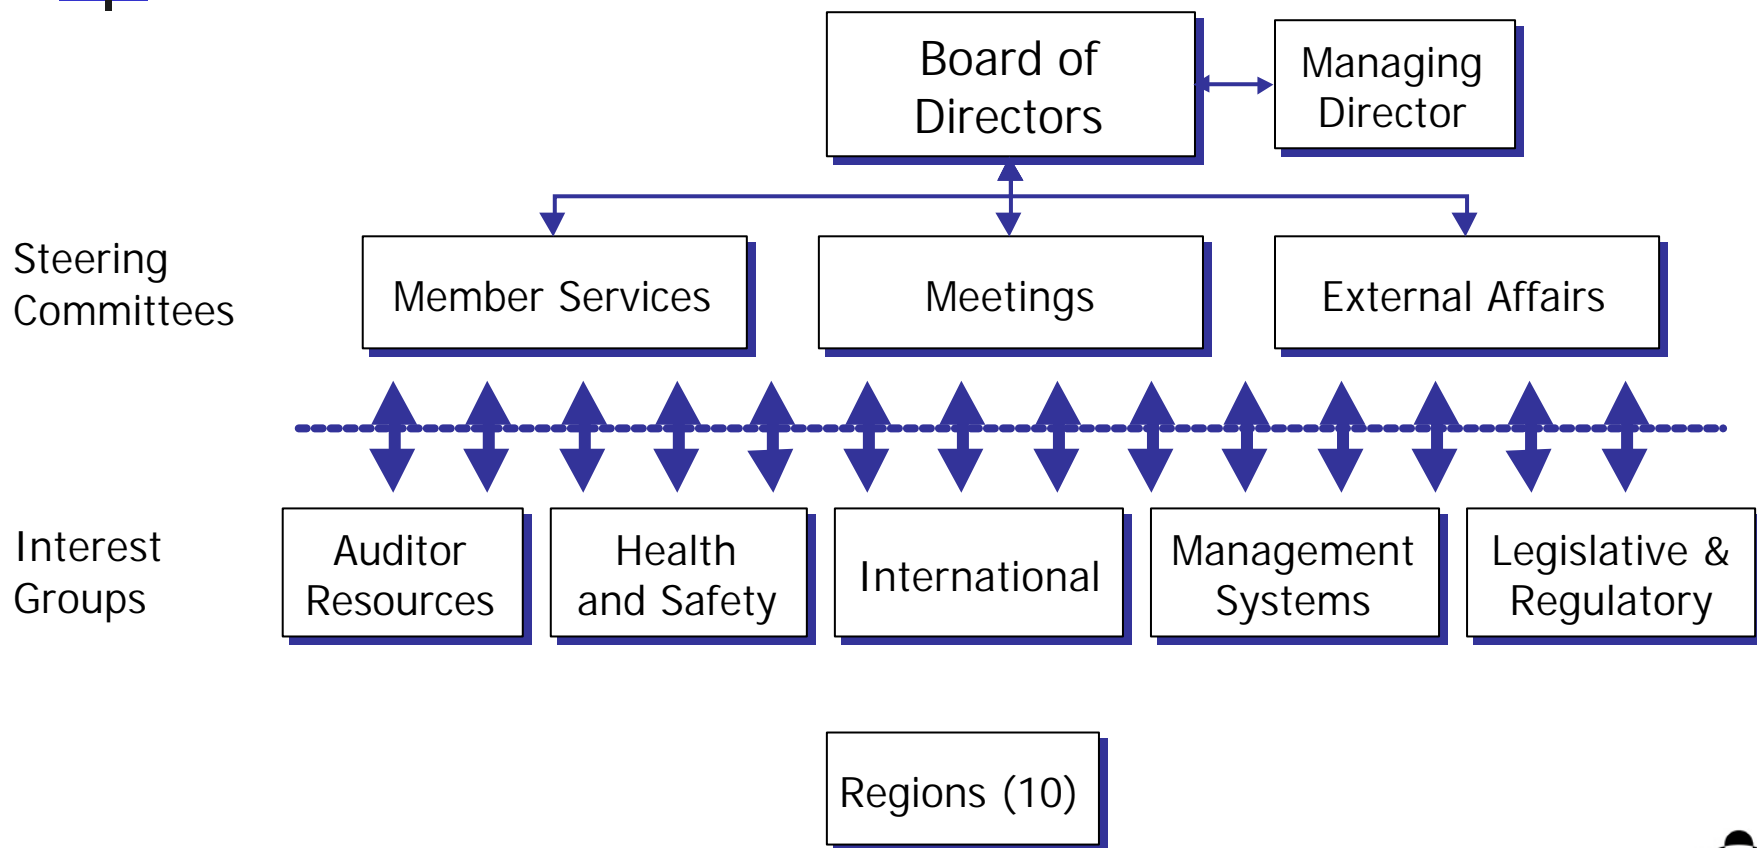 Board of
Directors
Managing
Director
Steering
Committees
Member Services
Meetings
External Affairs
Interest
Groups
Auditor
Resources
Health
and Safety
International
Management
Systems
Legislative &
Regulatory
Regions (10)